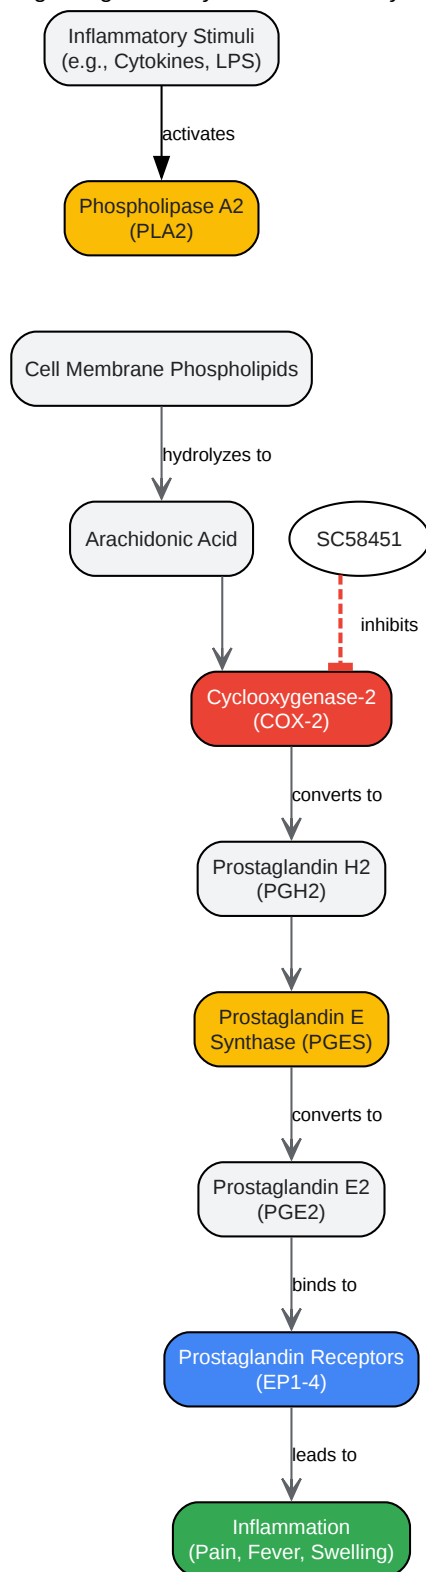 Inflammatory Stimuli
(e.g., Cytokines, LPS)
activates
Phospholipase A2
(PLA2)
Cell Membrane Phospholipids
hydrolyzes to
Arachidonic Acid
SC58451
inhibits
Cyclooxygenase-2
(COX-2)
converts to
Prostaglandin H2
(PGH2)
Prostaglandin E
Synthase (PGES)
converts to
Prostaglandin E2
(PGE2)
binds to
Prostaglandin Receptors
(EP1-4)
leads to
Inflammation
(Pain, Fever, Swelling)